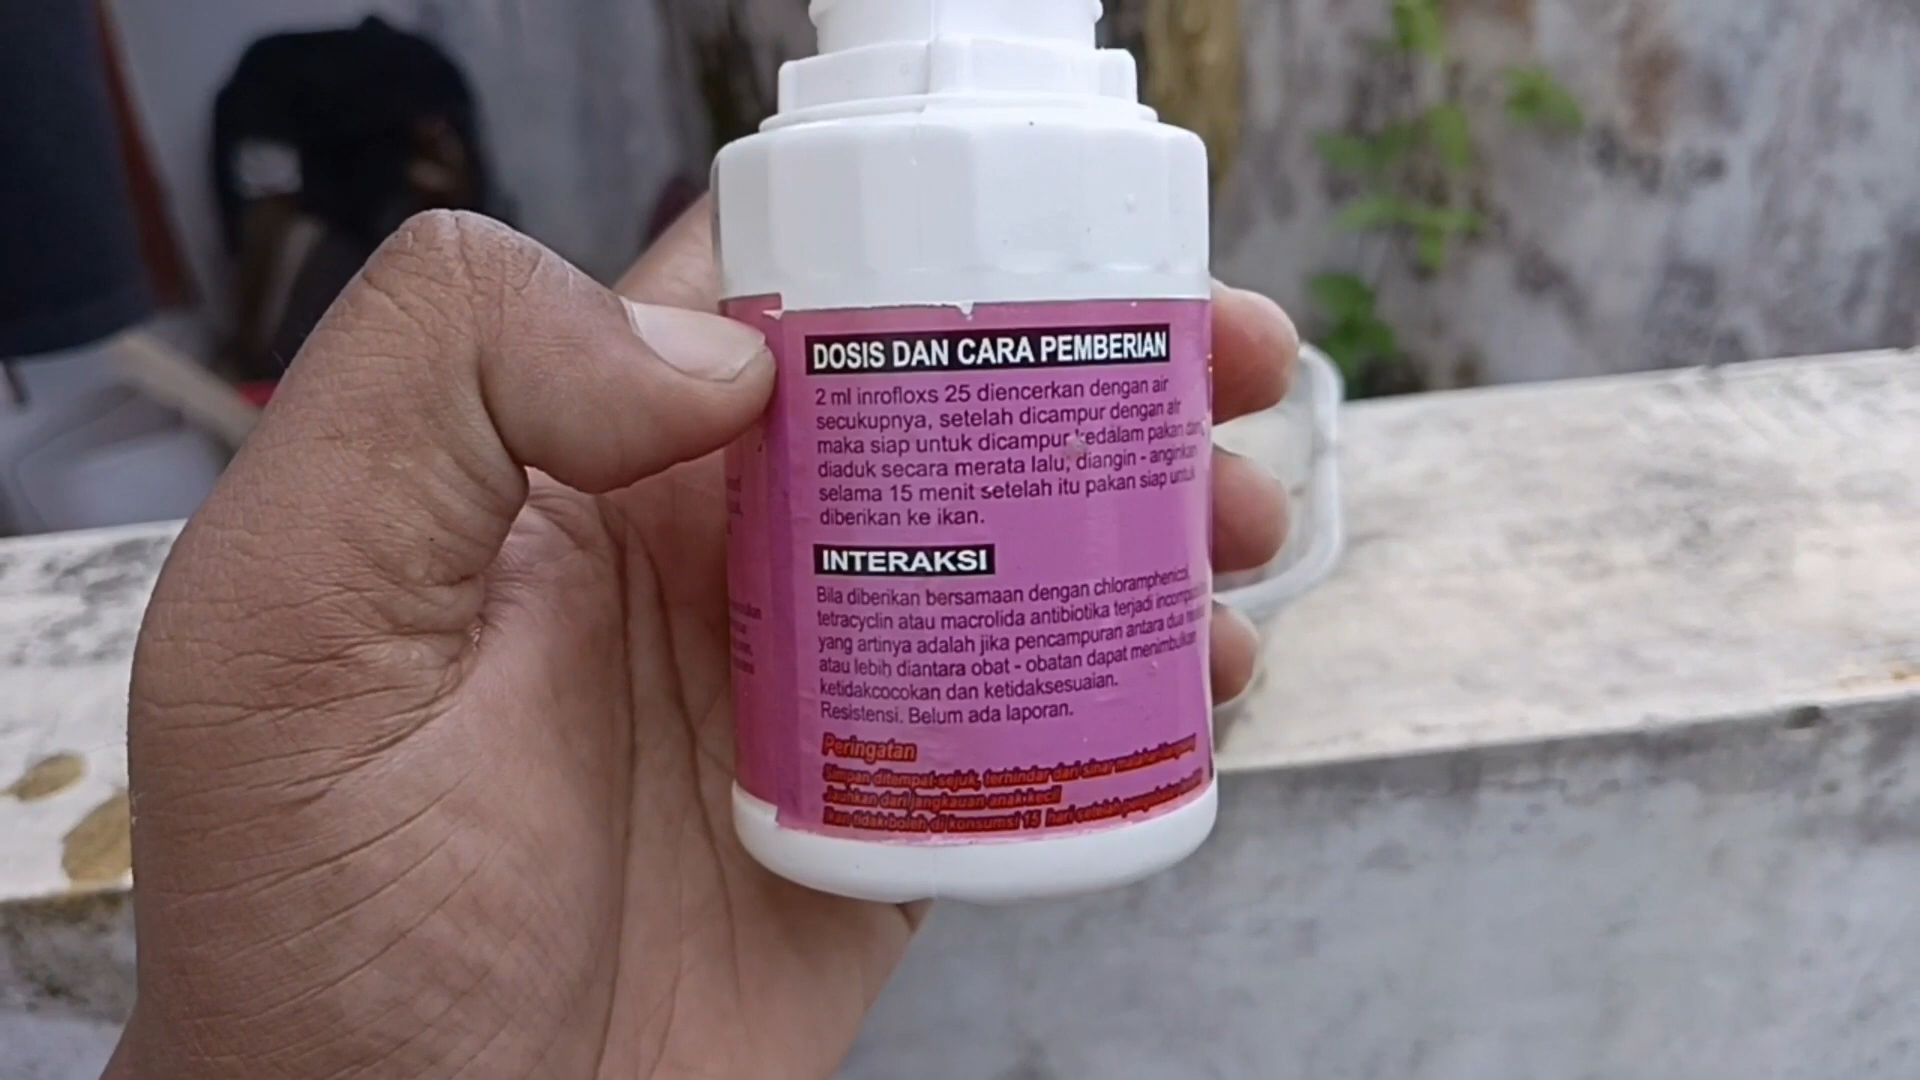 DOSIS DAN CARA PEMBERIAN
2 ml inrofloxs 25 diencerkan dengan air
secukupnya, setelah dicampur dengan air
maka siap untuk dicampur kedalam pakan dan
diaduk secara merata lalu, diangin - anginkan
selama 15 menit setelah itu pakan siap untuk
diberikan ke ikan.
INTERAKSI
Bila diberikan bersamaan dengan chloramphenicol,
tetracyclin atau macrolida antibiotika terjadi
yang artinya adalah jika pencampuran antara dua
atau lebih diantara obat - obatan dapat menimbulkan
ketidakcocokan dan ketidaksesuaian.
Resistensi. Belum ada laporan.
Peringatan
Simpan ditempat sejuk, terhindar dari sinar matahari langsung
Jauhkan dari jangkauan anak kecil
Ikan tidak boleh di konsumsi 15 hari setelah pengobatan